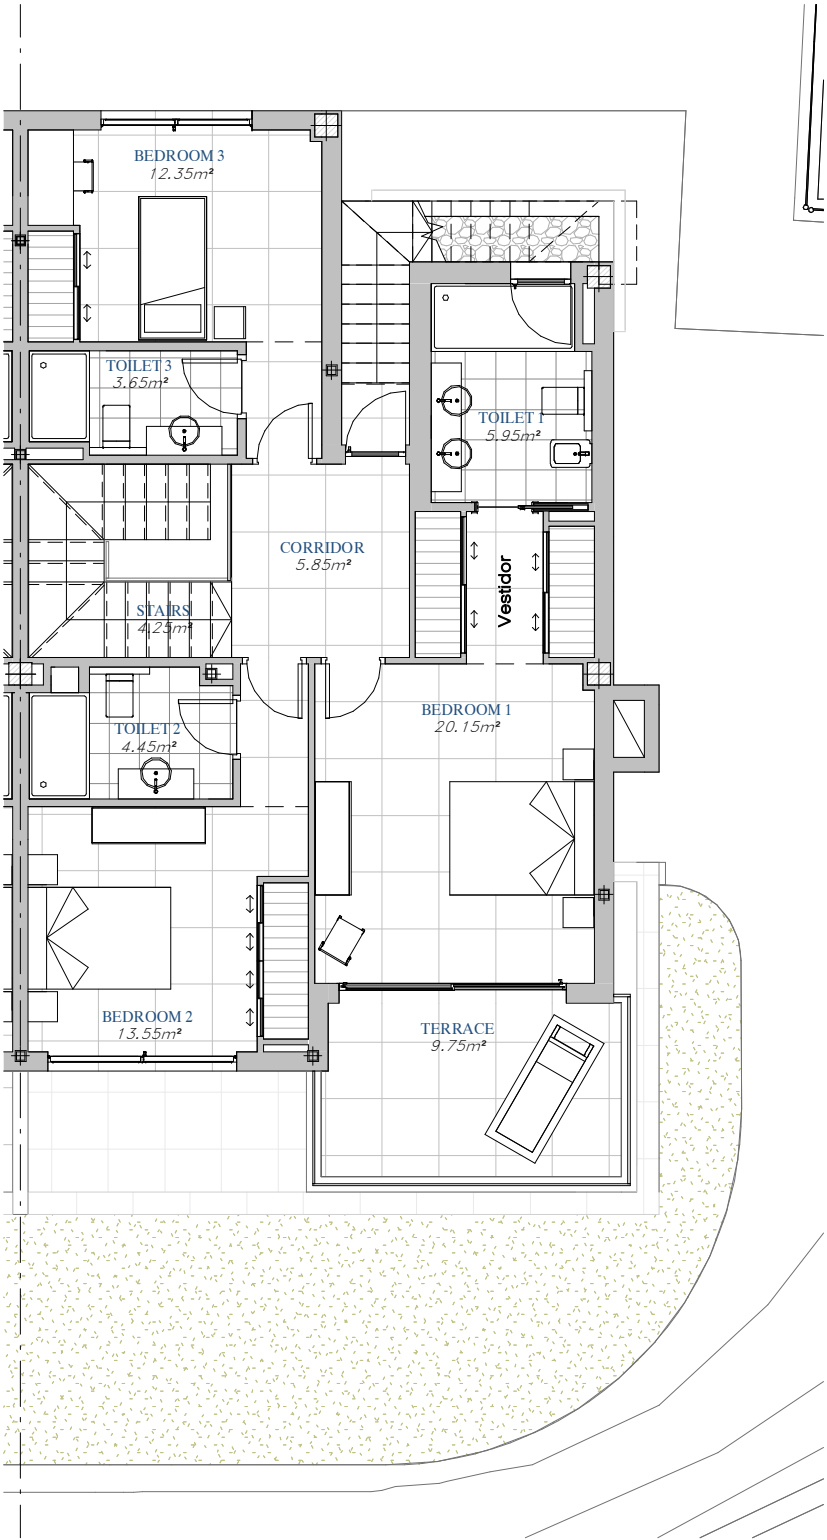 BEDROOM 3
12.35m²
TOILET 3
3.65m²
TOILET 1
5.95m²
CORRIDOR
5.85m²
Vestidor
STAIRS
4.25m²
BEDROOM 1
20.15m²
TOILET 2
4.45m²
BEDROOM 2
13.55m²
TERRACE
9.75m²